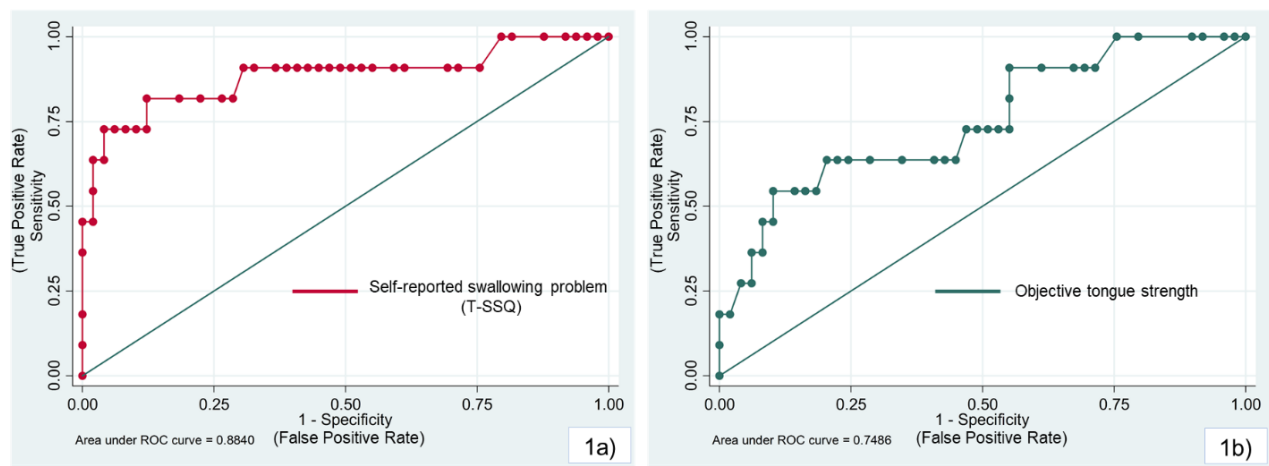 (True Positive Rate)
Sensitivity
1.00
0.75
0.50
0.25
0.00
Self-reported swallowing problem
(T-SSQ)
0.00 0.25 0.50 0.75 1.00
1 - Specificity
(False Positive Rate)
Area under ROC curve = 0.8840
1a)
(True Positive Rate)
Sensitivity
1.00
0.75
0.50
0.25
0.00
Objective tongue strength
0.00 0.25 0.50 0.75 1.00
1 - Specificity
(False Positive Rate)
Area under ROC curve = 0.7486
1b)